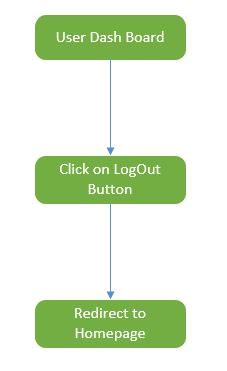 User Dash Board
Click on LogOut
Button
Redirect to
Homepage